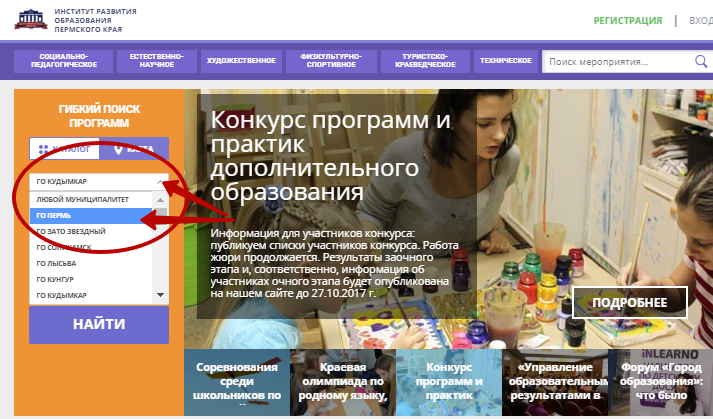 ИНСТИТУТ РАЗВИТИЯ
ОБРАЗОВАНИЯ
ПЕРМСКОГО КРАЯ
РЕГИСТРАЦИЯ
ВХОД
СОЦИАЛЬНО-
ПЕДАГОГИЧЕСКОЕ
ЕСТЕСТВЕННО-
НАУЧНОЕ
ХУДОЖЕСТВЕННОЕ
ФИЗКУЛЬТУРНО-
СПОРТИВНОЕ
ТУРИСТСКО-
КРАЕВЕДЧЕСКОЕ
ТЕХНИЧЕСКОЕ
Поиск мероприятия...
ГИБКИЙ ПОИСК
ПРОГРАММ
КАТАЛОГ
КАРТА
ГО КУДЫМКАР
ЛЮБОЙ МУНИЦИПАЛИТЕТ
ГО ПЕРМЬ
ГО ЗАТО ЗВЕЗДНЫЙ
ГО СОЛИКАМСК
ГО ЛЫСЬВА
ГО КУНГУР
ГО КУДЫМКАР
НАЙТИ
Конкурс программ и
практик
дополнительного
образования
Информация для участников конкурса:
публикуем списки участников конкурса. Работа
жюри продолжается. Результаты заочного
этапа и, соответственно, информация об
участниках очного этапа будет опубликована
на нашем сайте до 27.10.2017 г.
ПОДРОБНЕЕ
Соревнования
среди
школьников по
Краевая
олимпиада по
родному языку,
Конкурс
программ и
практик
«Управление
образовательными
результатами в
iNLEARNO
Форум «Город
образования»:
что было